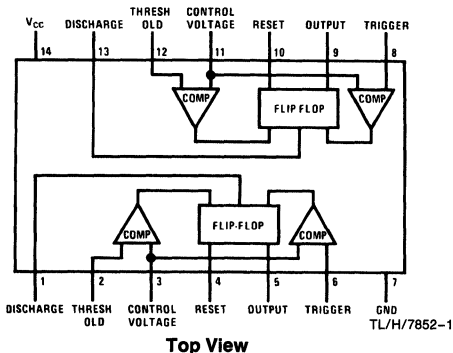 VCC DISCHARGE THRESH OLD CONTROL VOLTAGE RESET OUTPUT TRIGGER
14 13 12 11 10 9 8
COMP FLIP FLOP COMP
COMP FLIP-FLOP COMP
1 2 3 4 5 6 7
DISCHARGE THRESH OLD CONTROL VOLTAGE RESET OUTPUT TRIGGER GND
TL/H/7852–1
Top View